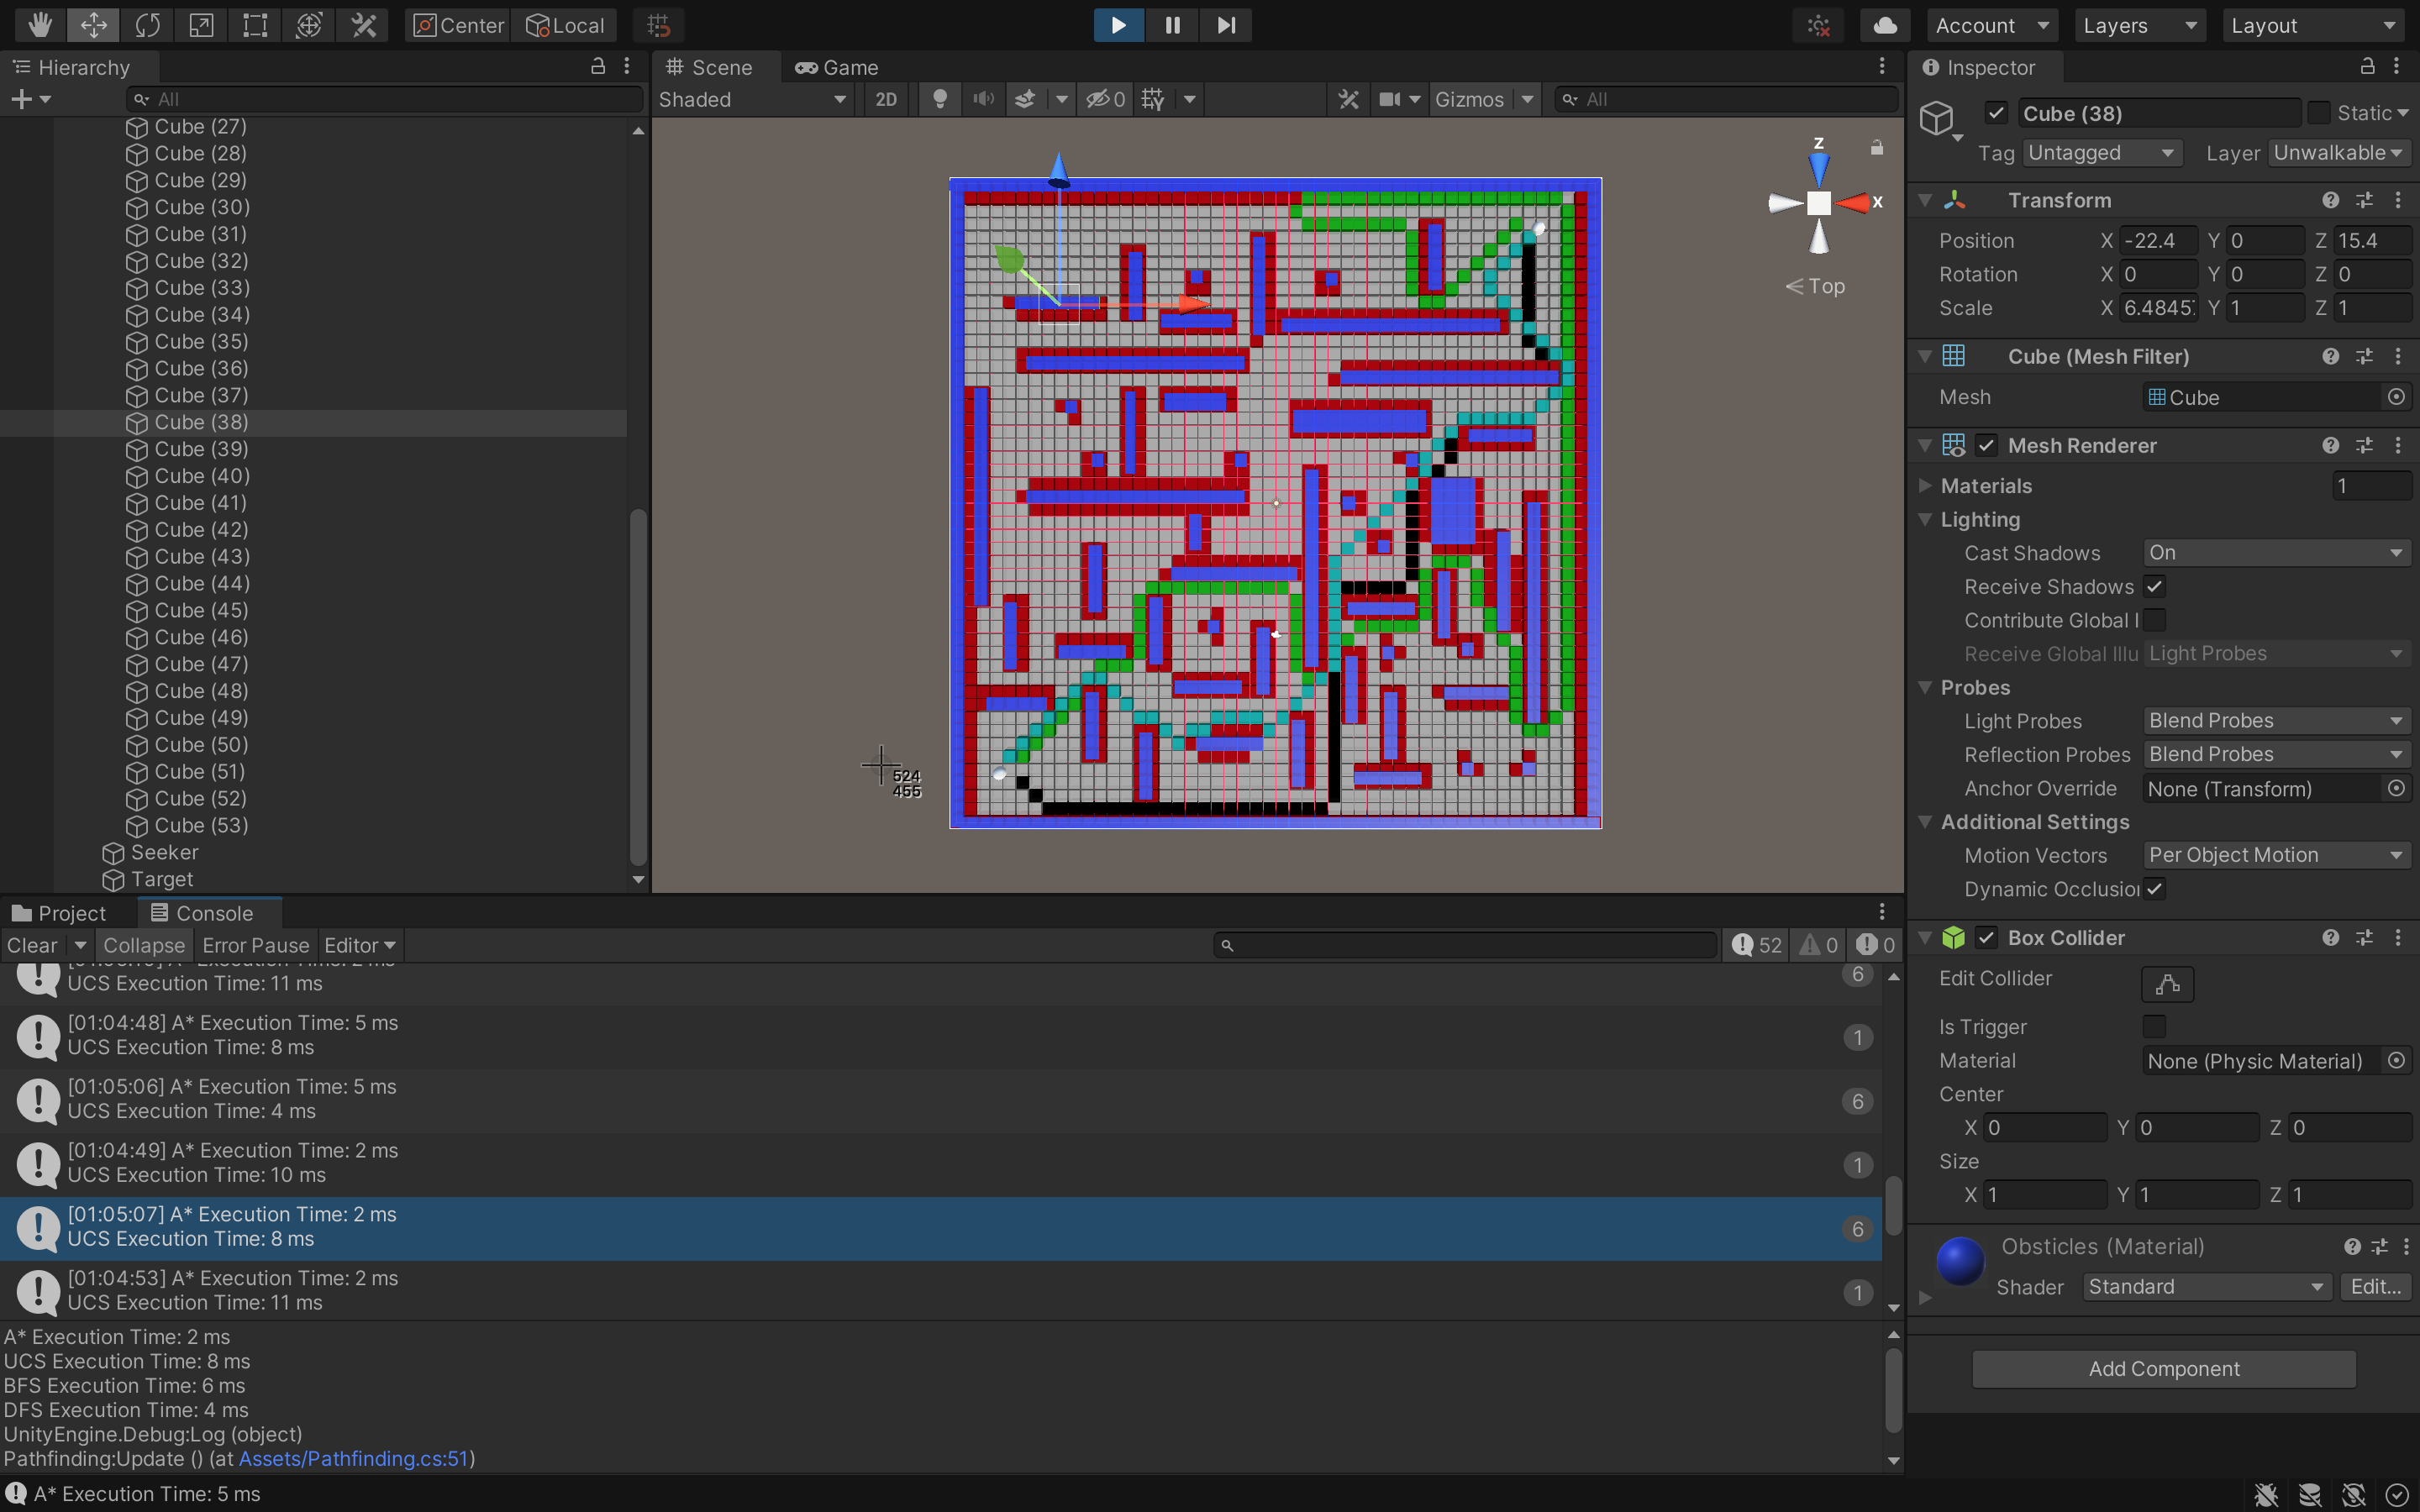 Center
Local
Account
Layers
Layout
Hierarchy
All
Cube (27)
Cube (28)
Cube (29)
Cube (30)
Cube (31)
Cube (32)
Cube (33)
Cube (34)
Cube (35)
Cube (36)
Cube (37)
Cube (38)
Cube (39)
Cube (40)
Cube (41)
Cube (42)
Cube (43)
Cube (44)
Cube (45)
Cube (46)
Cube (47)
Cube (48)
Cube (49)
Cube (50)
Cube (51)
Cube (52)
Cube (53)
Seeker
Target
Scene
Game
Shaded
2D
0
Gizmos
All
z
x
Top
524
455
Project
Console
Clear
Collapse
Error Pause
Editor
52
0
0
UCS Execution Time: 11 ms
6
[01:04:48] A* Execution Time: 5 ms
UCS Execution Time: 8 ms
1
[01:05:06] A* Execution Time: 5 ms
UCS Execution Time: 4 ms
6
[01:04:49] A* Execution Time: 2 ms
UCS Execution Time: 10 ms
1
[01:05:07] A* Execution Time: 2 ms
UCS Execution Time: 8 ms
6
[01:04:53] A* Execution Time: 2 ms
UCS Execution Time: 11 ms
1
A* Execution Time: 2 ms
UCS Execution Time: 8 ms
BFS Execution Time: 6 ms
DFS Execution Time: 4 ms
UnityEngine.Debug:Log (object)
Pathfinding:Update () (at Assets/Pathfinding.cs:51)
A* Execution Time: 5 ms
Inspector
Cube (38)
Static
Tag Untagged Layer Unwalkable
Transform
Position X -22.4 Y 0 Z 15.4
Rotation X 0 Y 0 Z 0
Scale X 6.4845 Y 1 Z 1
Cube (Mesh Filter)
Mesh Cube
Mesh Renderer
Materials 1
Lighting
Cast Shadows On
Receive Shadows
Contribute Global I
Receive Global Illu Light Probes
Probes
Light Probes Blend Probes
Reflection Probes Blend Probes
Anchor Override None (Transform)
Additional Settings
Motion Vectors Per Object Motion
Dynamic Occlusion
Box Collider
Edit Collider
Is Trigger
Material None (Physic Material)
Center
X 0 Y 0 Z 0
Size
X 1 Y 1 Z 1
Obsticles (Material)
Shader Standard Edit...
Add Component